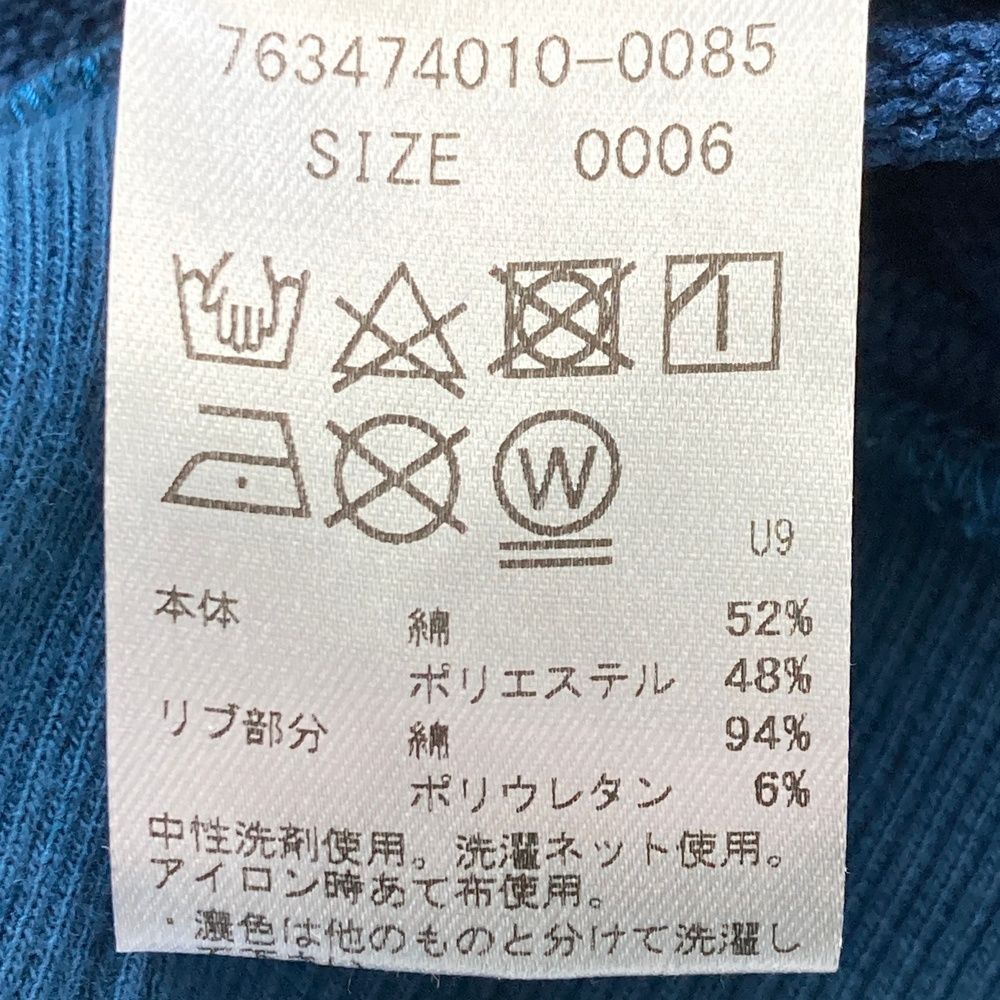 763474010-0085
SIZE 0006
W
U9
本体 綿 52%
ポリエステル 48%
リブ部分 綿 94%
ポリウレタン 6%
中性洗剤使用。洗濯ネット使用。
アイロン時あて布使用。
・濃色は他のものと分けて洗濯し